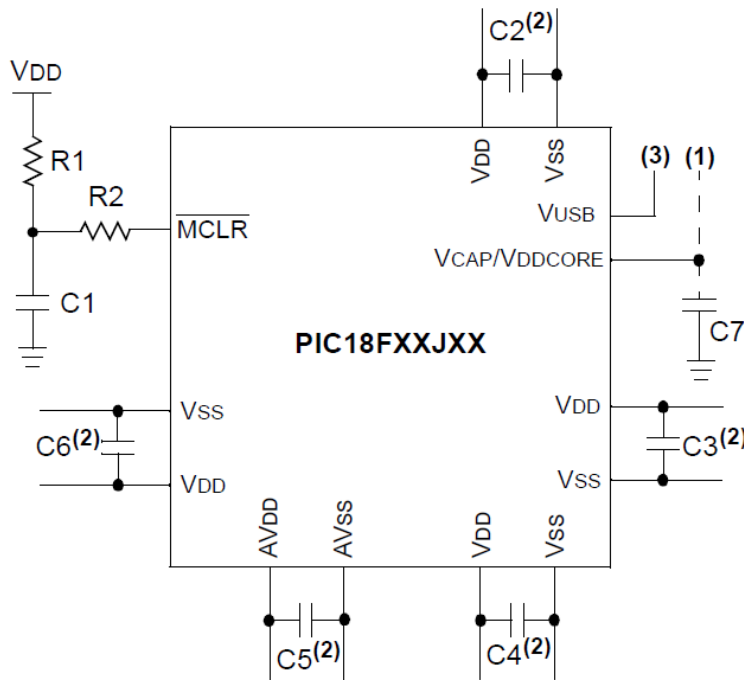 C2(2)
VDD
R1
R2
C1
MCLR
VDD
VSS
(3)
(1)
VUSB
VCAP/VDDCORE
C7
PIC18FXXJXX
VSS
C6(2)
VDD
VDD
C3(2)
VSS
AVDD
AVSS
VDD
VSS
C5(2)
C4(2)